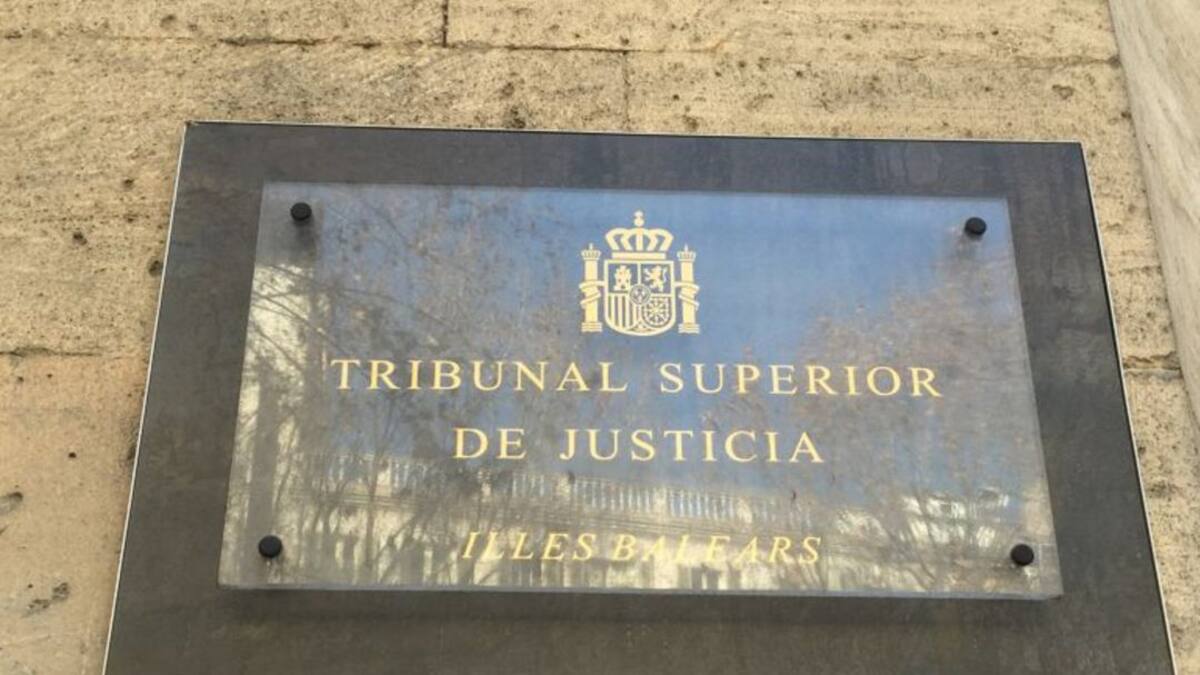 TRIBUNAL SUPERIOR
DE JUSTICIA
ILLES BALEARS